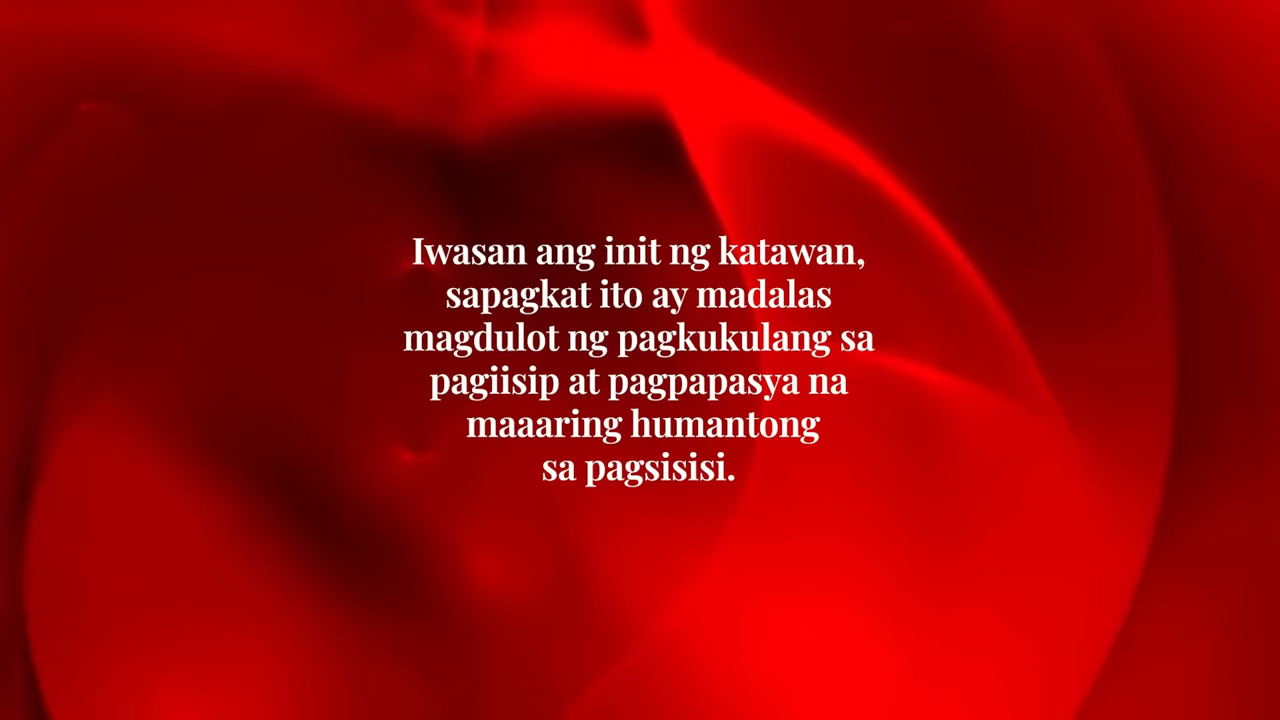 Iwasan ang init ng katawan,
sapagkat ito ay madalas
magdulot ng pagkukulang sa
pagiisip at pagpapasya na
maaaring humantong
sa pagsisisi.